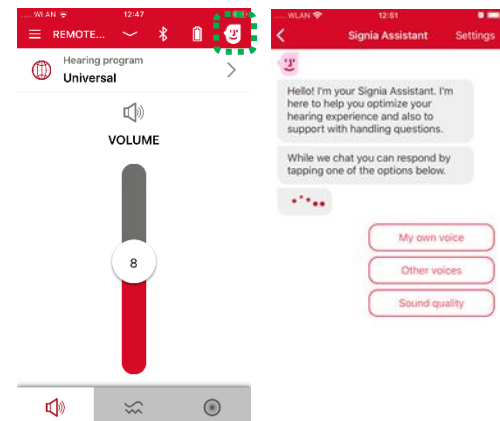 .... WLAN 12:47
REMOTE...
Hearing program
Universal
VOLUME
8
.... WLAN 12:61
Signia Assistant Settings
Hello! I'm your Signia Assistant. I'm
here to help you optimize your
hearing experience and also to
support with handling questions.
While we chat you can respond by
tapping one of the options below.
My own voice
Other voices
Sound quality